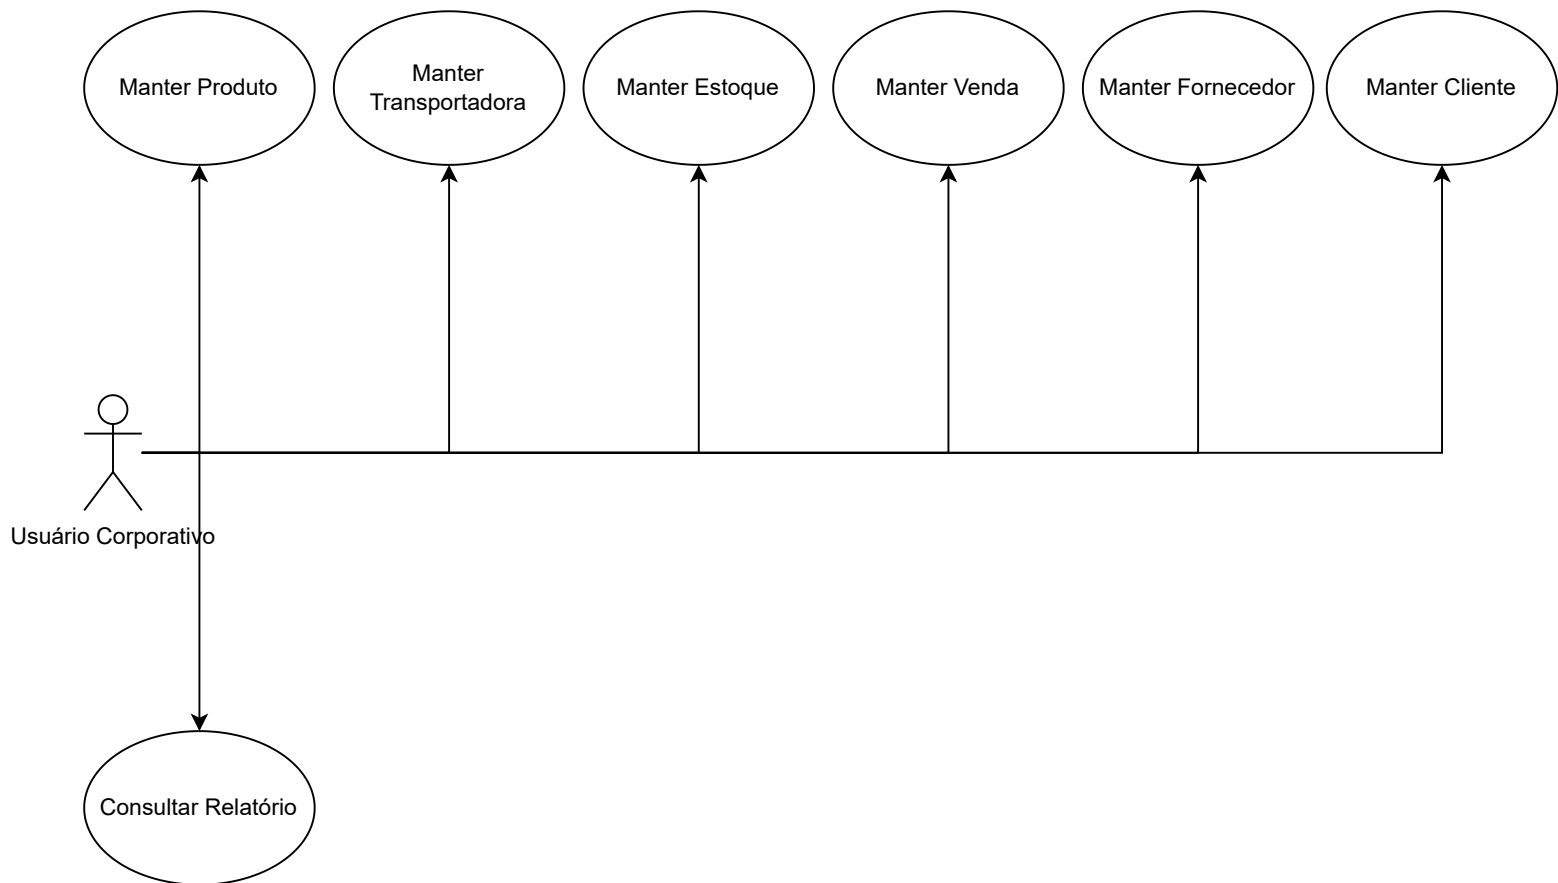 Manter Produto
Manter
Transportadora
Manter Estoque
Manter Venda
Manter Fornecedor
Manter Cliente
Usuário Corporativo
Consultar Relatório